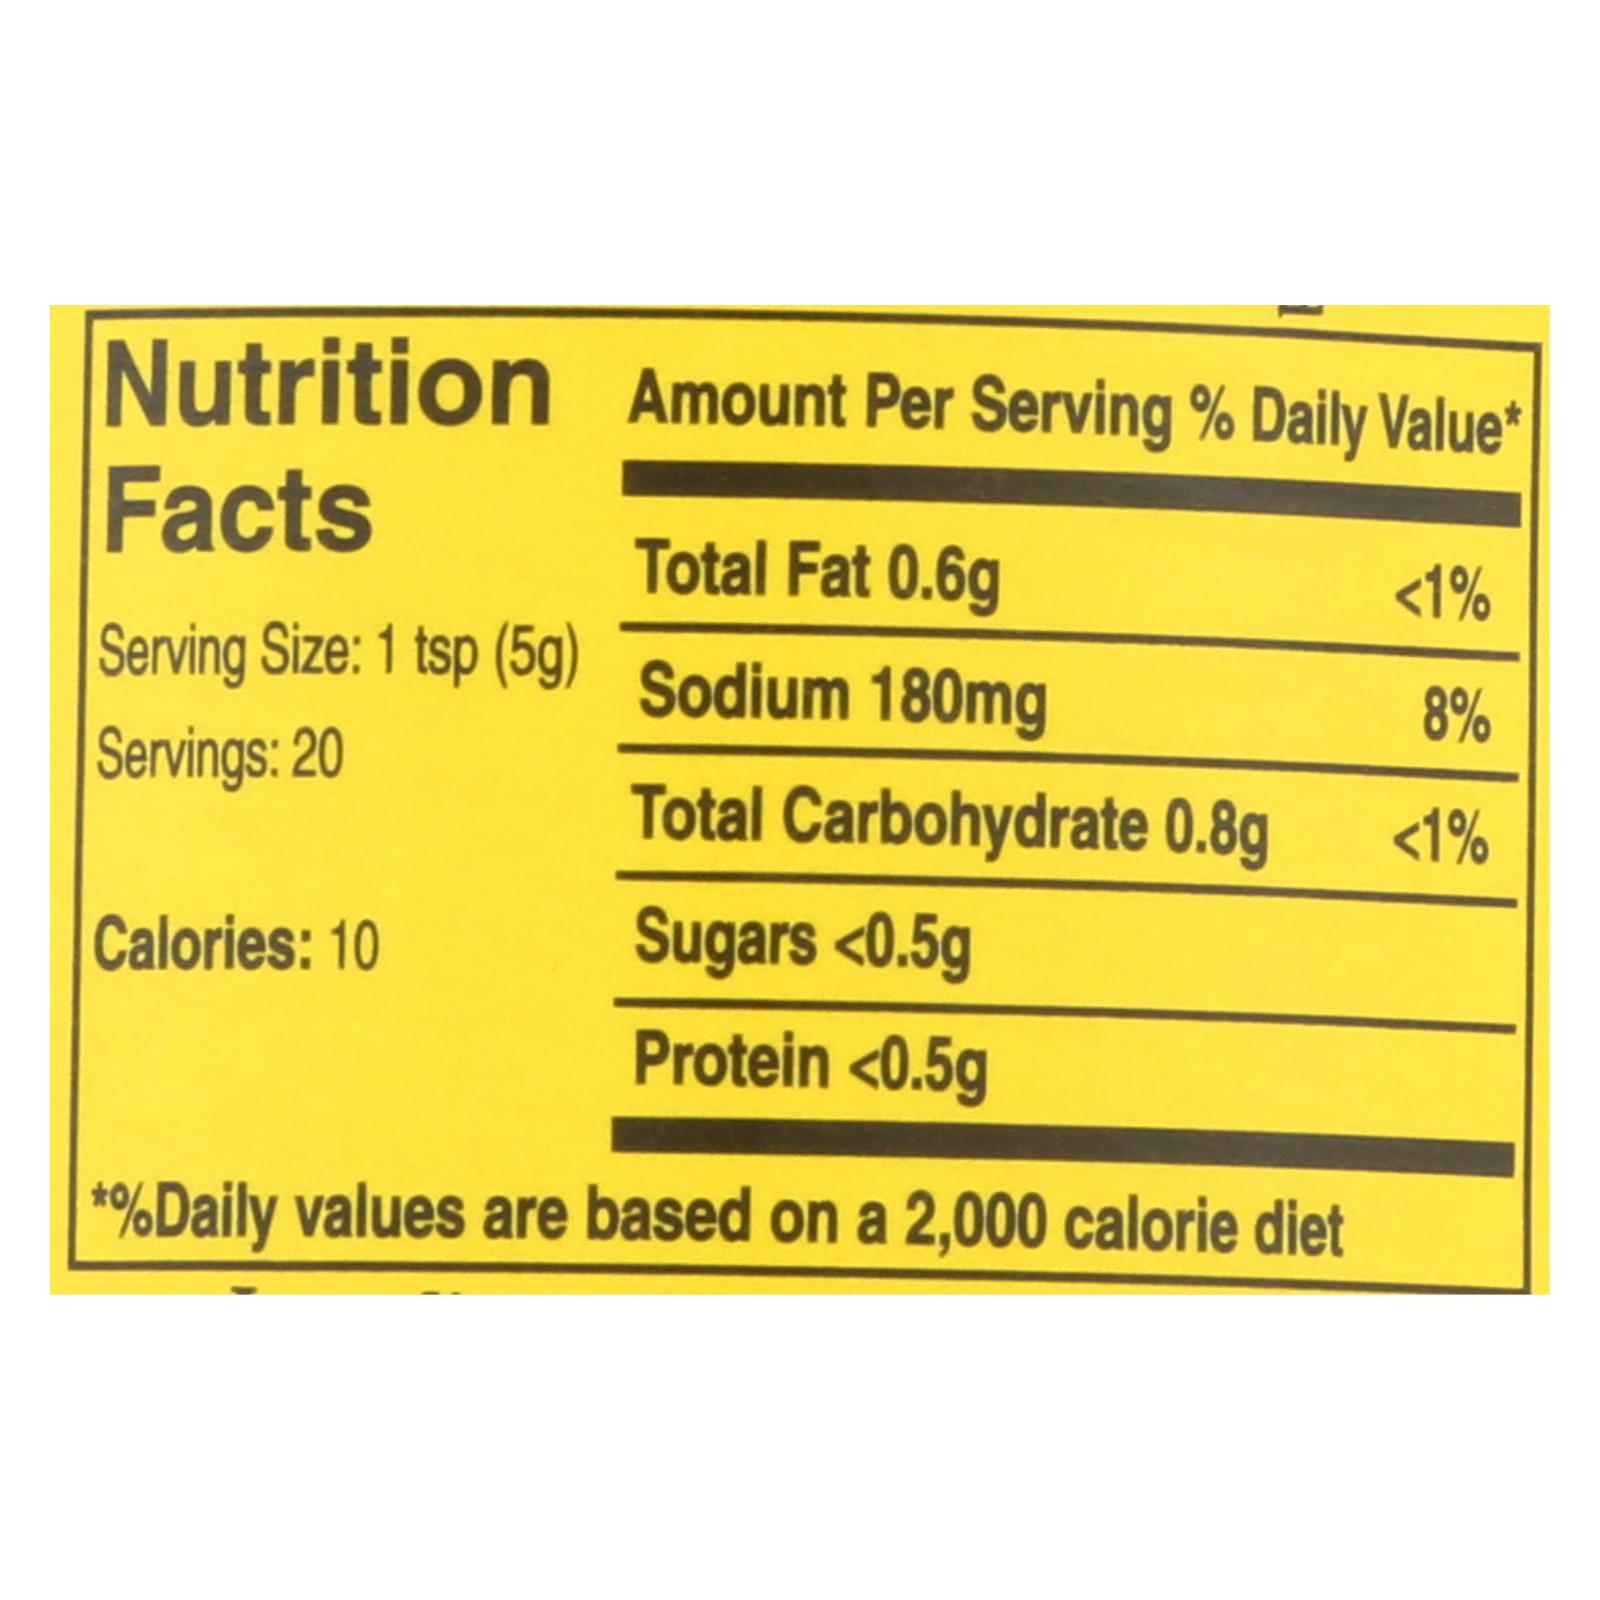 Nutrition
Facts
Serving Size: 1 tsp (5g)
Servings: 20
Calories: 10
Amount Per Serving % Daily Value*
Total Fat 0.6g <1%
Sodium 180mg 8%
Total Carbohydrate 0.8g <1%
Sugars <0.5g
Protein <0.5g
*%Daily values are based on a 2,000 calorie diet